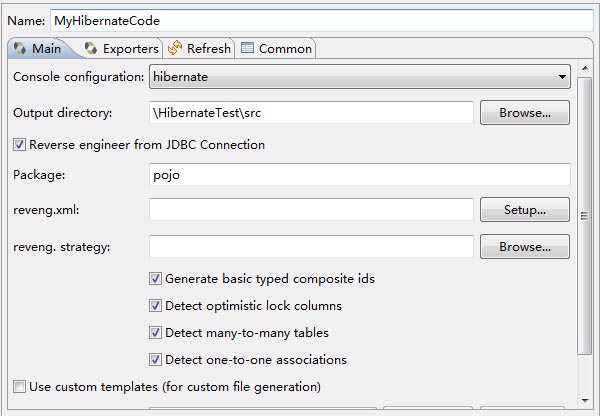 Name: MyHibernateCode
Main Exporters Refresh Common
Console configuration: hibernate
Output directory: \HibernateTest\src Browse...
Reverse engineer from JDBC Connection
Package: pojo
reveng.xml: Setup...
reveng. strategy: Browse...
Generate basic typed composite ids
Detect optimistic lock columns
Detect many-to-many tables
Detect one-to-one associations
Use custom templates (for custom file generation)